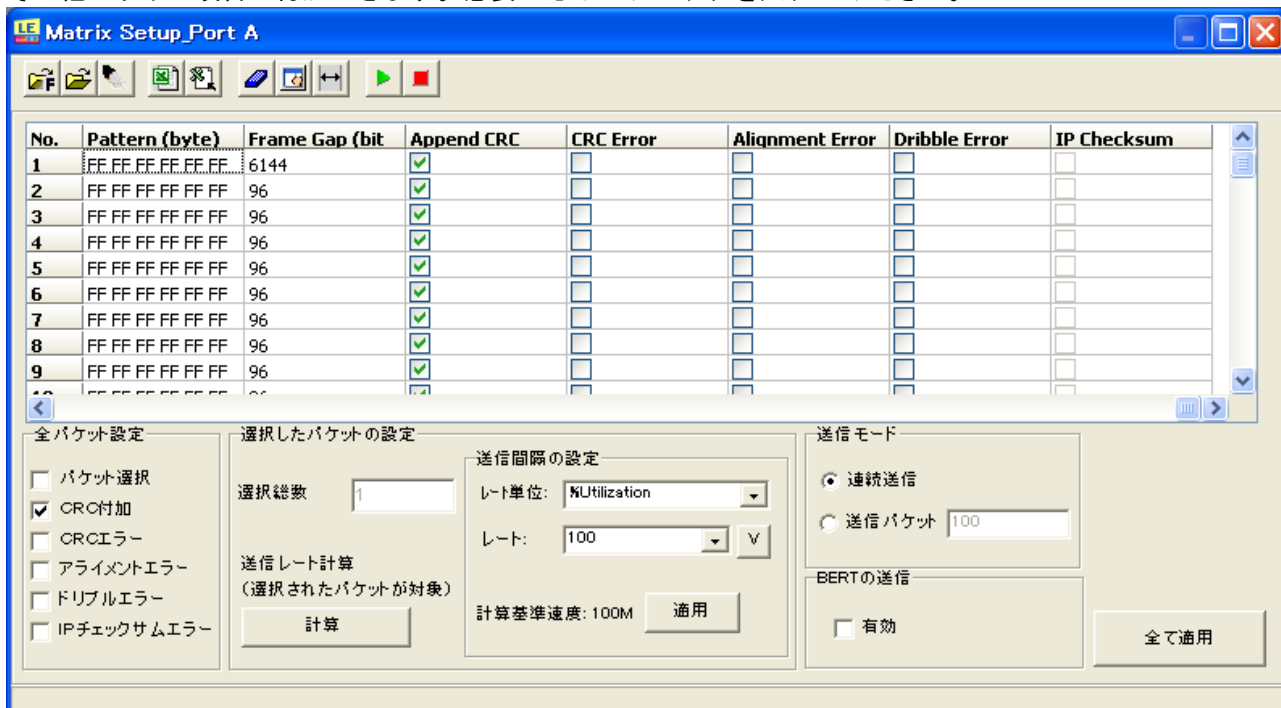 LE Matrix Setup_Port A
No. Pattern (byte) Frame Gap (bit Append CRC CRC Error Alignment Error Dribble Error IP Checksum
1 FF FF FF FF FF FF 6144
2 FF FF FF FF FF FF 96
3 FF FF FF FF FF FF 96
4 FF FF FF FF FF FF 96
5 FF FF FF FF FF FF 96
6 FF FF FF FF FF FF 96
7 FF FF FF FF FF FF 96
8 FF FF FF FF FF FF 96
9 FF FF FF FF FF FF 96
全パケット設定
パケット選択
CRC付加
CRCエラー
アライメントエラー
ドリブルエラー
IPチェックサムエラー
選択したパケットの設定
選択総数 1
送信レート計算
(選択されたパケットが対象)
計算
送信間隔の設定
レート単位: %Utilization
レート: 100 V
計算基準速度: 100M 適用
送信モード
連続送信
送信パケット 100
BERTの送信
有効
全て適用